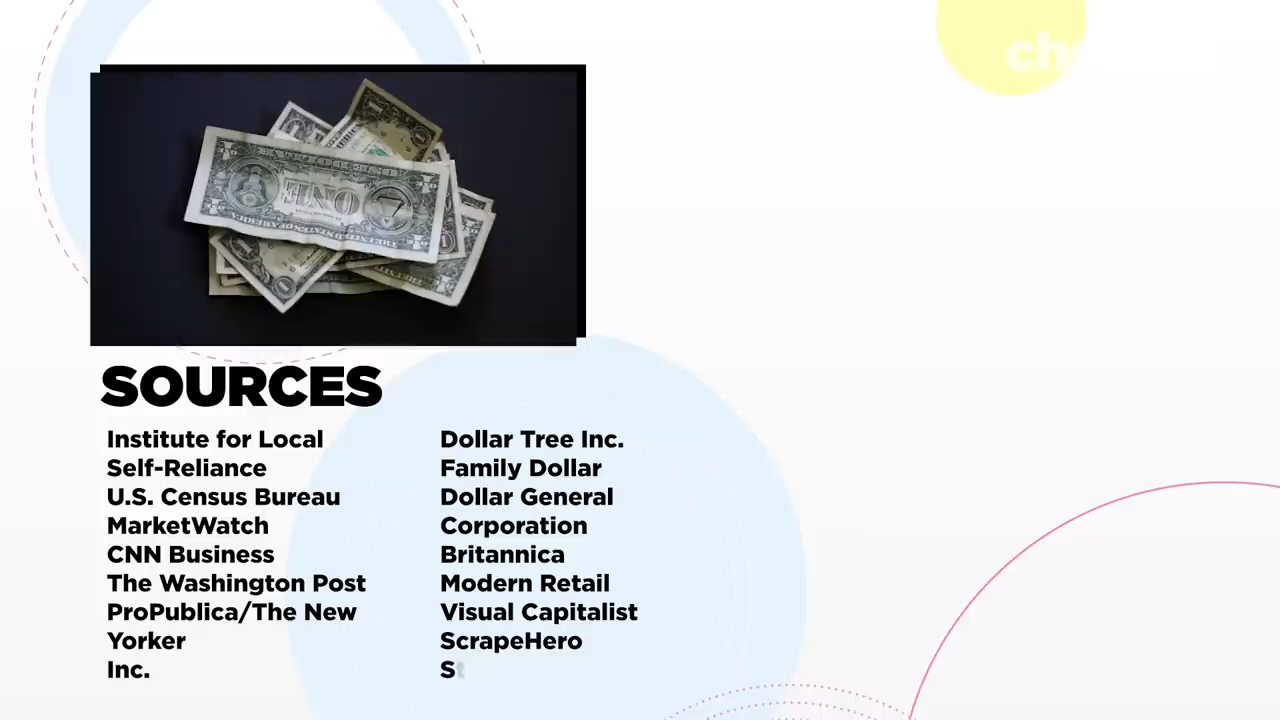 SOURCES
Institute for Local
Self-Reliance
U.S. Census Bureau
MarketWatch
CNN Business
The Washington Post
ProPublica/The New
Yorker
Inc.
Dollar Tree Inc.
Family Dollar
Dollar General
Corporation
Britannica
Modern Retail
Visual Capitalist
ScrapeHero